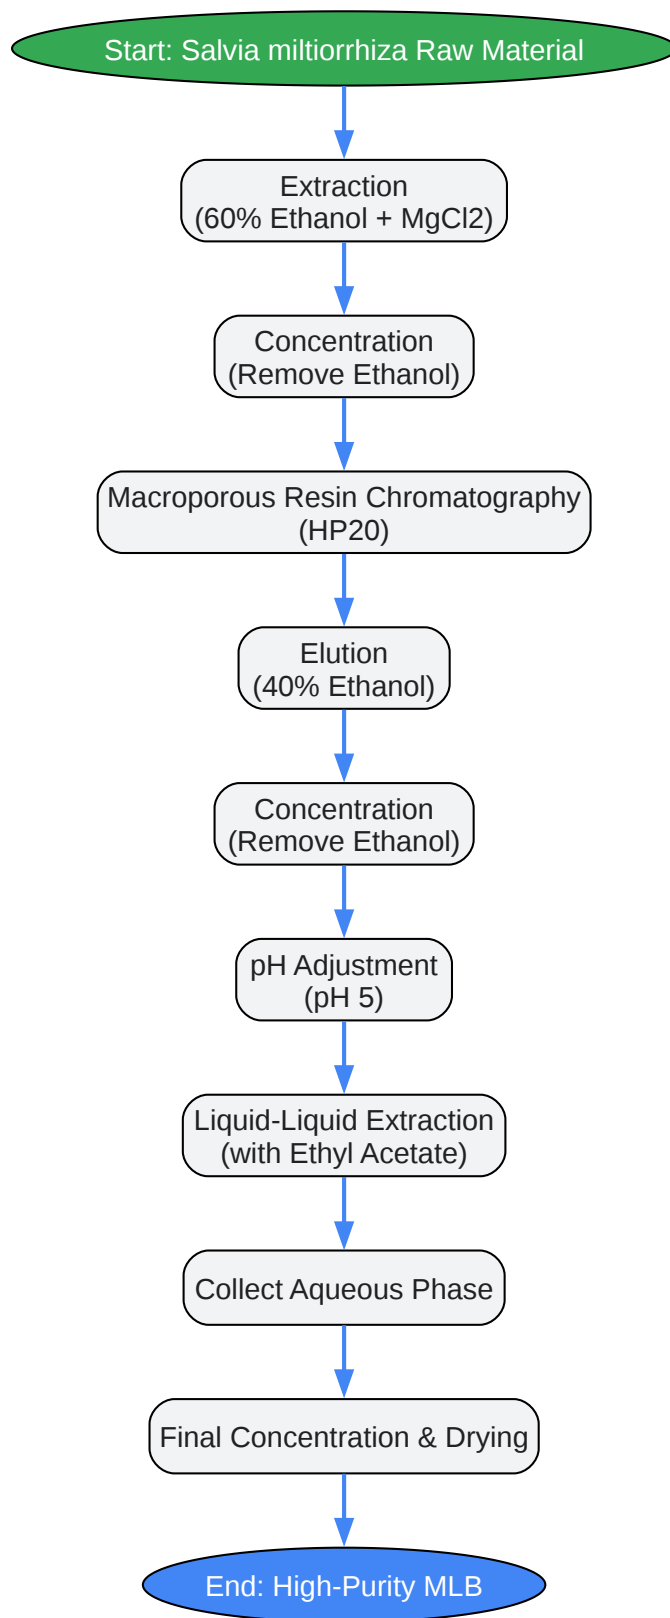 Start: Salvia miltiorrhiza Raw Material
Extraction
(60% Ethanol + MgCl2)
Concentration
(Remove Ethanol)
Macroporous Resin Chromatography
(HP20)
Elution
(40% Ethanol)
Concentration
(Remove Ethanol)
pH Adjustment
(pH 5)
Liquid-Liquid Extraction
(with Ethyl Acetate)
Collect Aqueous Phase
Final Concentration & Drying
End: High-Purity MLB